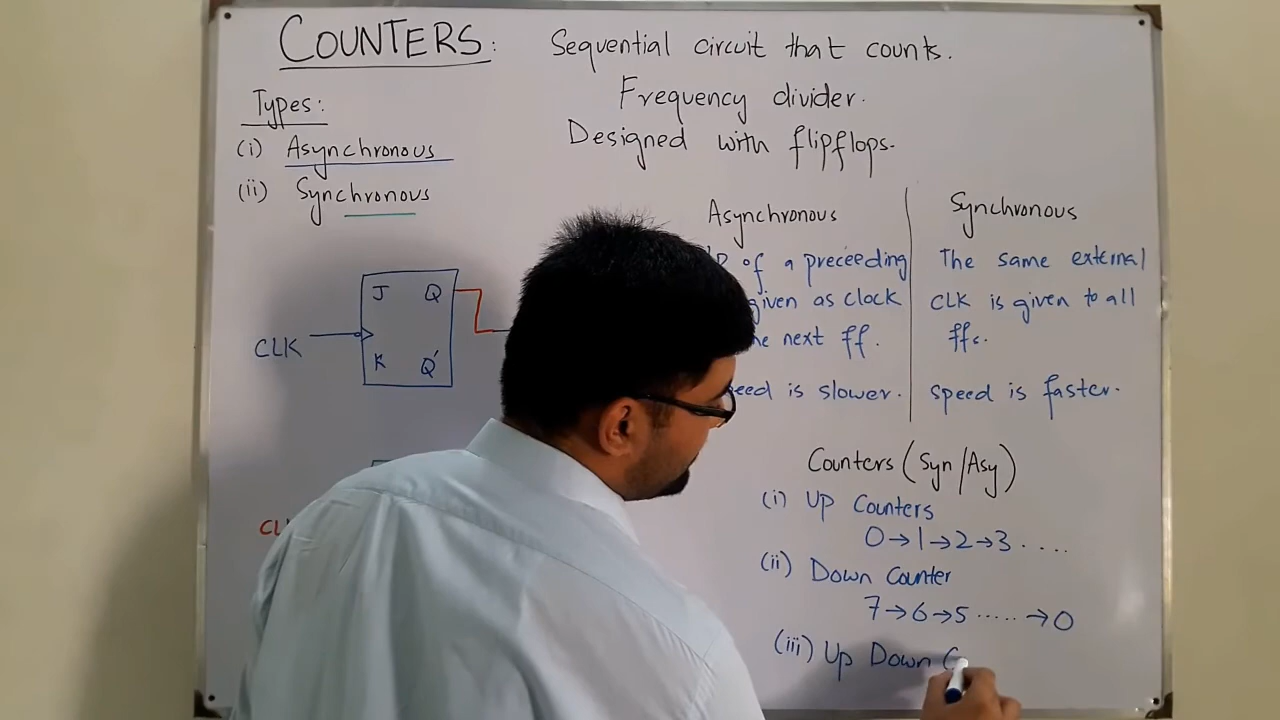 COUNTERS: Sequential circuit that counts.
Frequency divider.
Designed with flipflops.
Types:
(i) Asynchronous
(ii) Synchronous
J Q
CLK
K Q'
Asynchronous
of a preceeding
given as clock
next ff.
is slower.
Synchronous
The same external
CLK is given to all
ffs.
speed is faster.
Counters (Syn/Asy)
(i) Up Counters
0→1→2→3....
(ii) Down Counter
7→6→5.....→0
(iii) Up Down C